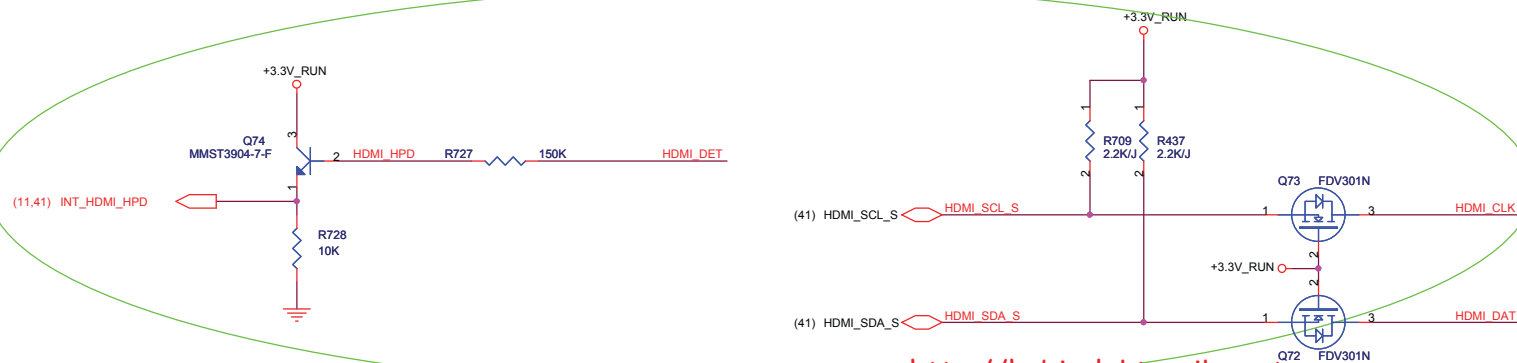 +3.3V_RUN
Q74
MMST3904-7-F
3
2
1
HDMI_HPD
R727
150K
HDMI_DET
(11,41) INT_HDMI_HPD
R728
10K
+3.3V_RUN
1
1
R709
2.2K/J
R437
2.2K/J
2
2
Q73 FDV301N
(41) HDMI_SCL_S
HDMI_SCL_S
1
3
HDMI_CLK
2
+3.3V_RUN
2
(41) HDMI_SDA_S
HDMI_SDA_S
1
3
HDMI_DAT
Q72 FDV301N